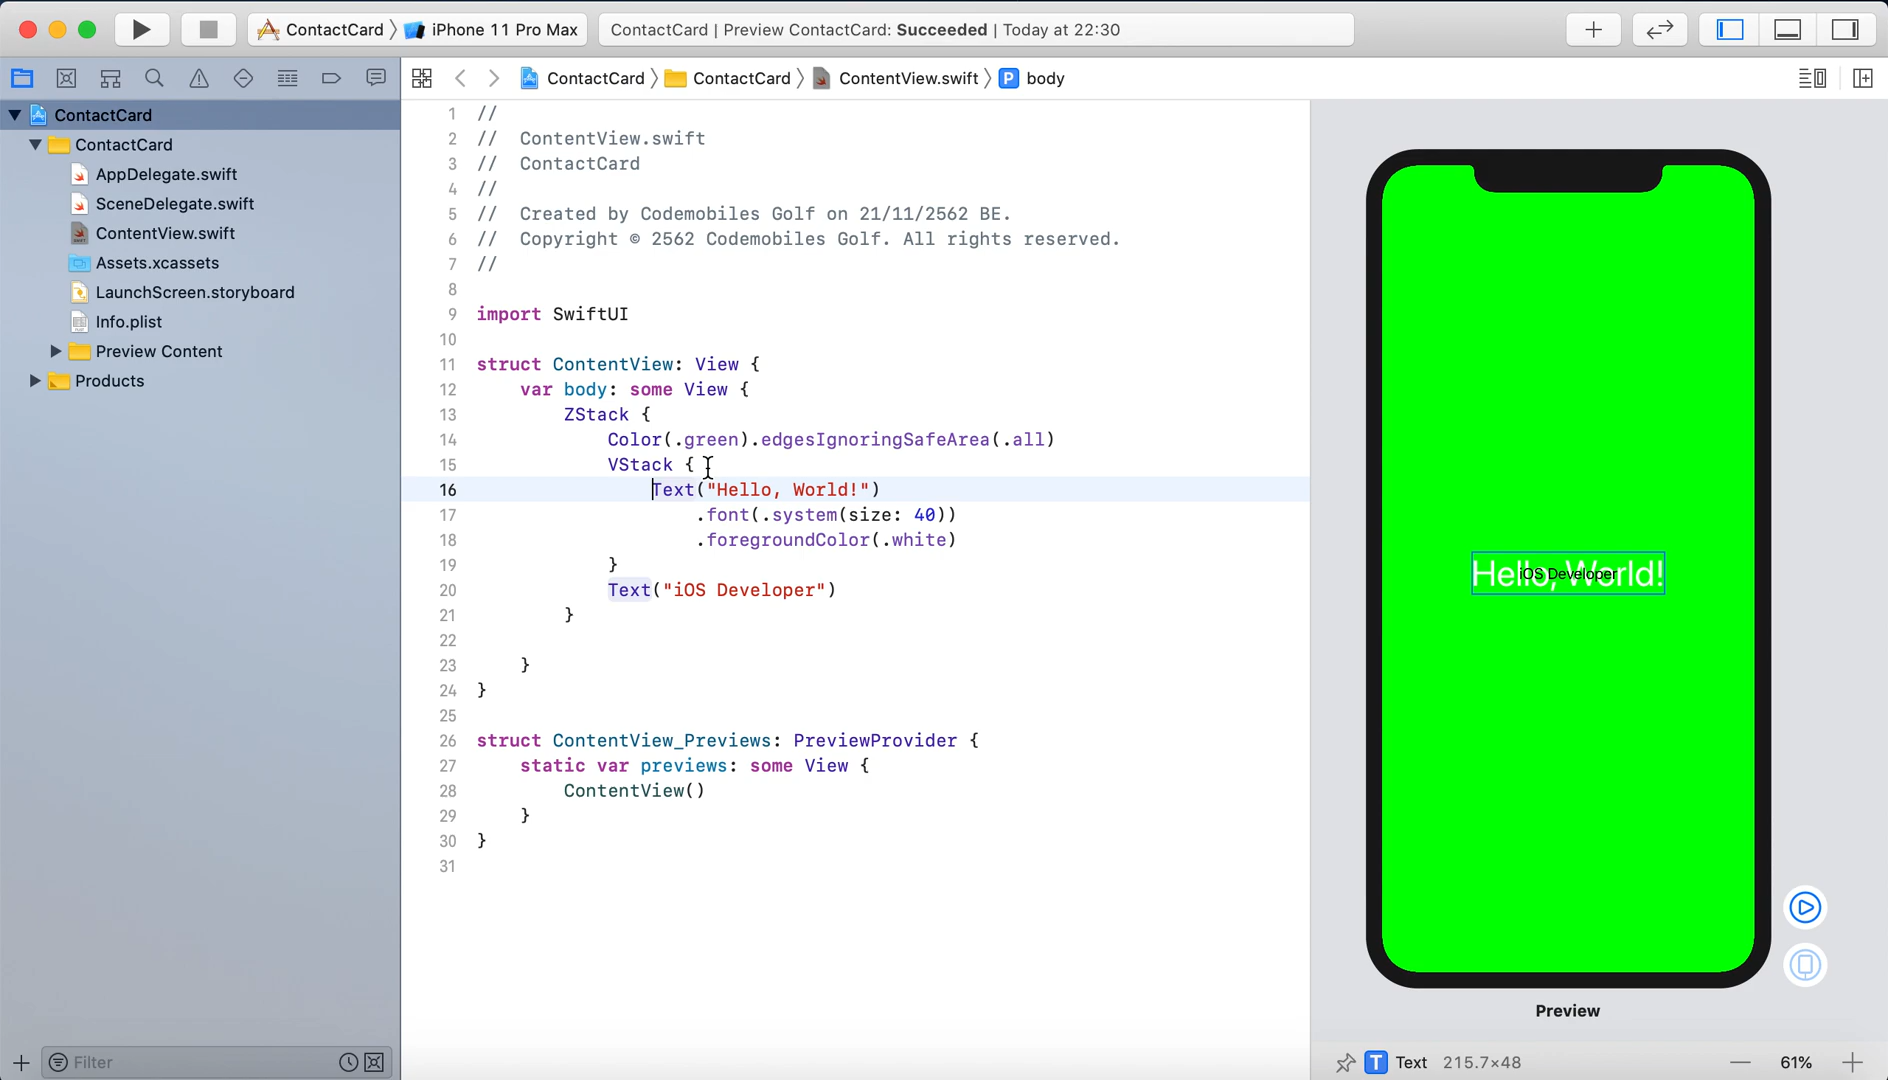 ContactCard
iPhone 11 Pro Max
ContactCard | Preview ContactCard: Succeeded | Today at 22:30
ContactCard
ContactCard
ContentView.swift
P
body
ContactCard
ContactCard
AppDelegate.swift
SceneDelegate.swift
ContentView.swift
Assets.xcassets
LaunchScreen.storyboard
Info.plist
Preview Content
Products
Filter
1 //
2 // ContentView.swift
3 // ContactCard
4 //
5 // Created by Codemobiles Golf on 21/11/2562 BE.
6 // Copyright © 2562 Codemobiles Golf. All rights reserved.
7 //
8
9 import SwiftUI
10
11 struct ContentView: View {
12 var body: some View {
13 ZStack {
14 Color(.green).edgesIgnoringSafeArea(.all)
15 VStack {
16 Text("Hello, World!")
17 .font(.system(size: 40))
18 .foregroundColor(.white)
19 }
20 Text("iOS Developer")
21 }
22
23 }
24 }
25
26 struct ContentView_Previews: PreviewProvider {
27 static var previews: some View {
28 ContentView()
29 }
30 }
31
Hello, World!
iOS Developer
Preview
T Text 215.7×48
61%